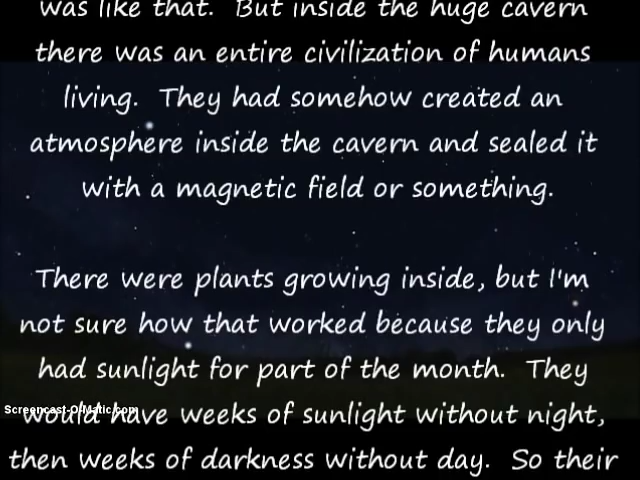 was like that. But inside the huge cavern
there was an entire civilization of humans
living. They had somehow created an
atmosphere inside the cavern and sealed it
with a magnetic field or something.
There were plants growing inside, but I'm
not sure how that worked because they only
had sunlight for part of the month. They
would have weeks of sunlight without night,
Screencast-O-Matic.com
then weeks of darkness without day. So their